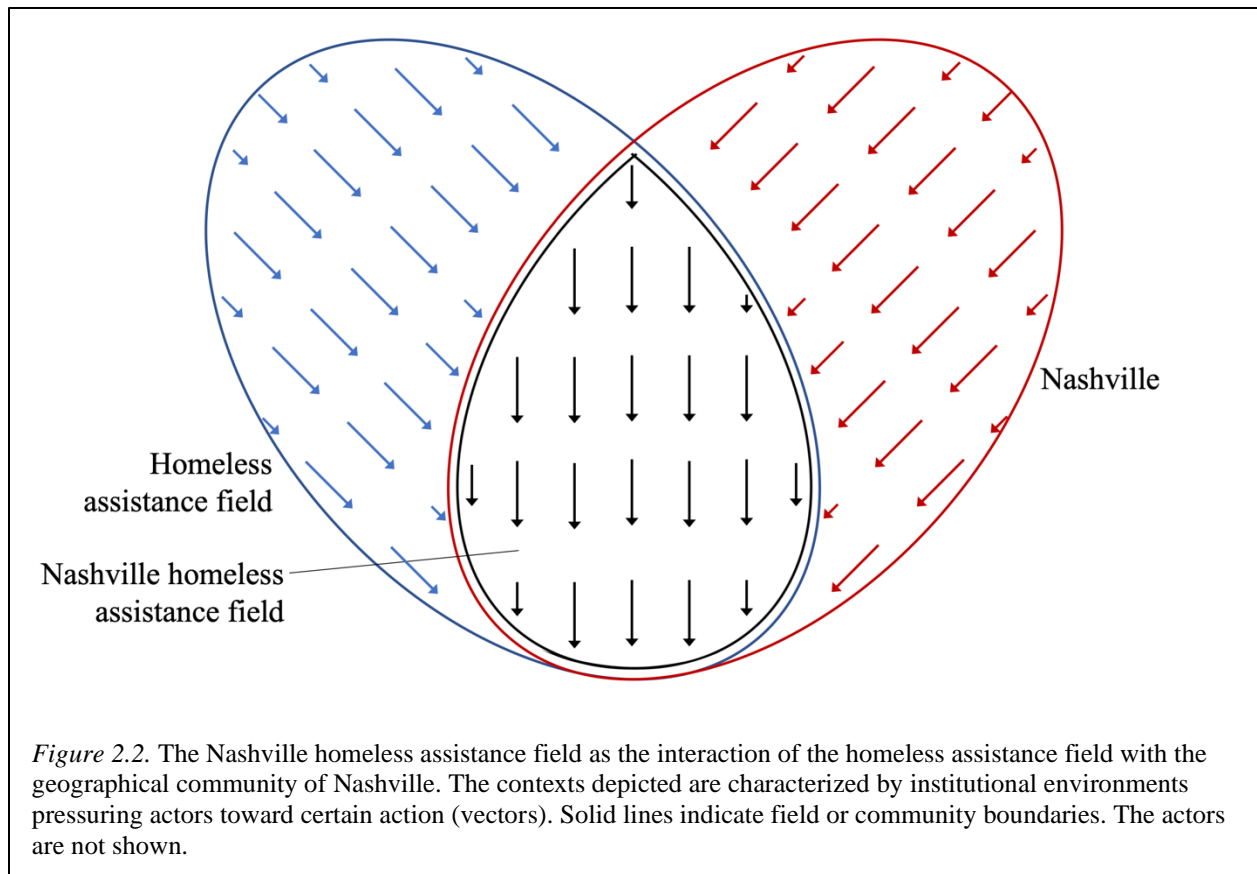 Nashville
Homeless
assistance field
Nashville homeless
assistance field
Figure 2.2. The Nashville homeless assistance field as the interaction of the homeless assistance field with the
geographical community of Nashville. The contexts depicted are characterized by institutional environments
pressuring actors toward certain action (vectors). Solid lines indicate field or community boundaries. The actors
are not shown.